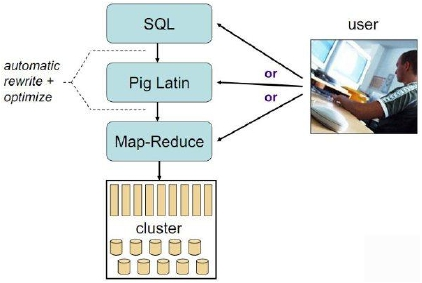 SQL
user
automatic
rewrite +
optimize
or
Pig Latin
or
Map-Reduce
cluster